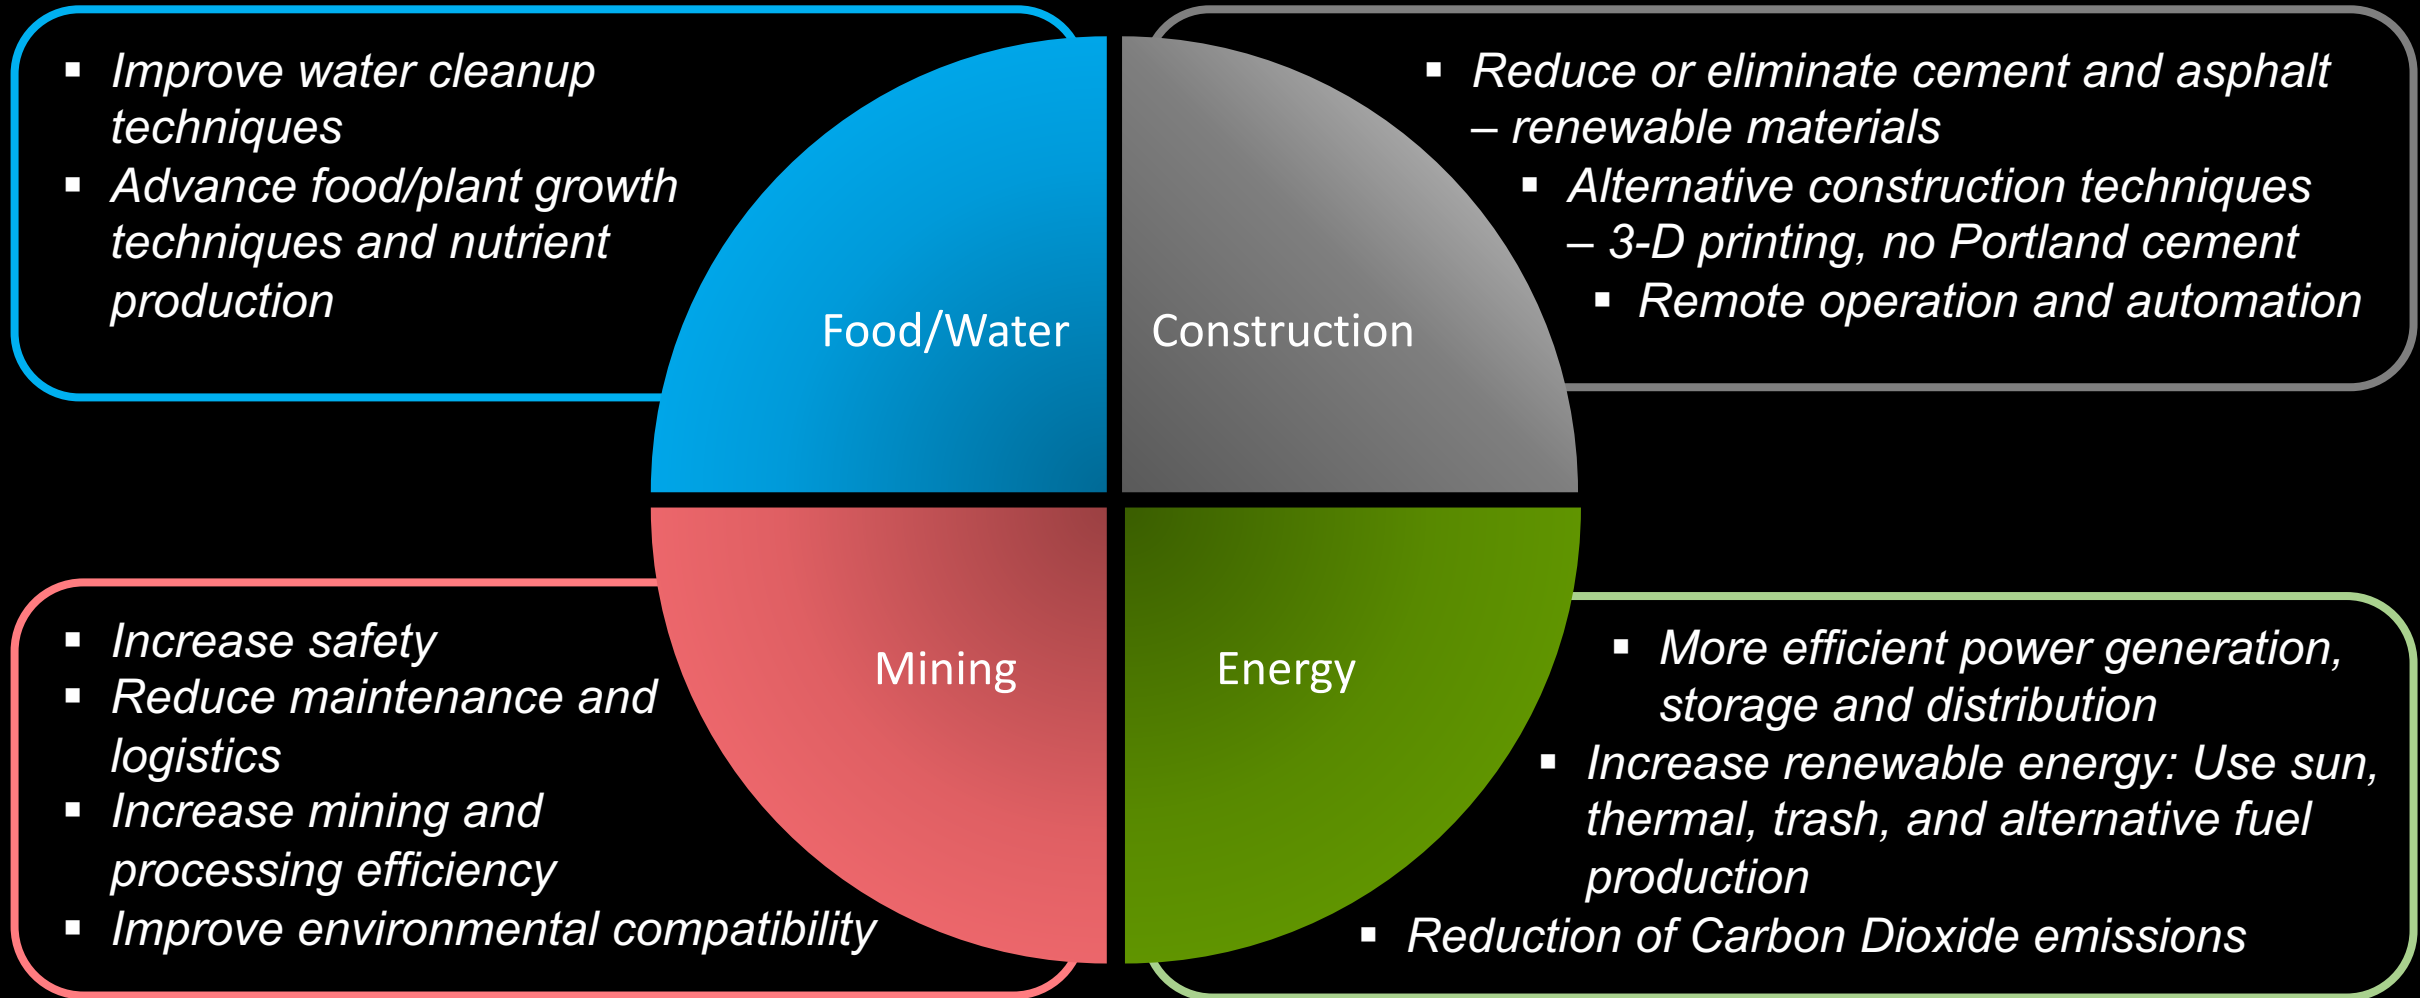 ▪ Improve water cleanup
techniques
▪ Advance food/plant growth
techniques and nutrient
production
Food/Water
▪ Reduce or eliminate cement and asphalt
– renewable materials
▪ Alternative construction techniques
– 3-D printing, no Portland cement
▪ Remote operation and automation
Construction
▪ Increase safety
▪ Reduce maintenance and
logistics
▪ Increase mining and
processing efficiency
▪ Improve environmental compatibility
Mining
▪ More efficient power generation,
storage and distribution
▪ Increase renewable energy: Use sun,
thermal, trash, and alternative fuel
production
▪ Reduction of Carbon Dioxide emissions
Energy